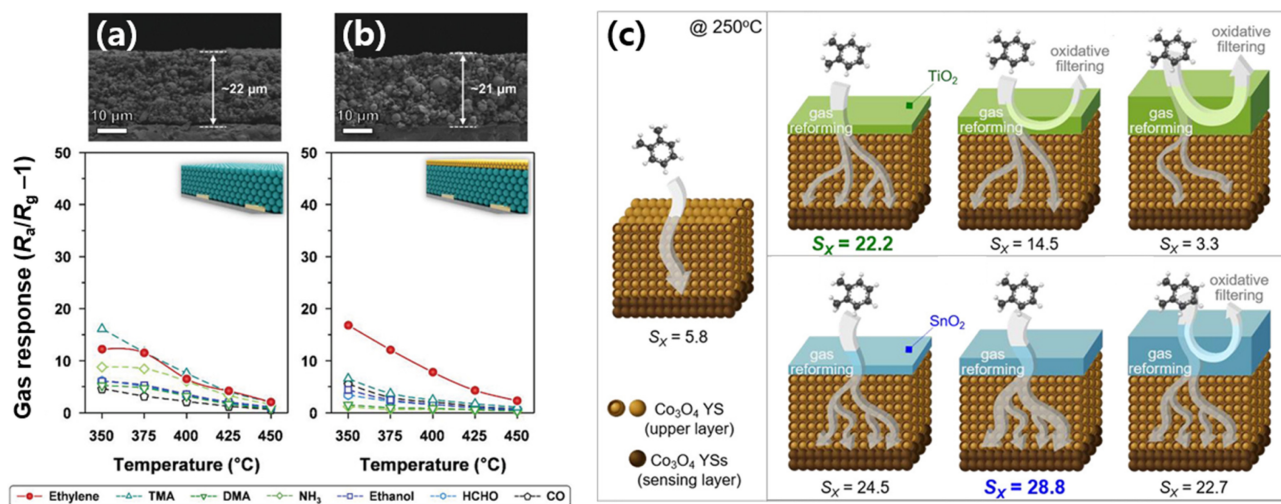 (a)
~22 µm
10 µm
(b)
~21 µm
10 µm
Gas response (Ra/Rg –1)
50
40
30
20
10
0
350 375 400 425 450
Temperature (°C)
50
40
30
20
10
0
350 375 400 425 450
Temperature (°C)
Ethylene TMA DMA NH₃ Ethanol HCHO CO
(c)
@ 250°C
Sx = 5.8
Co₃O₄ YS
(upper layer)
Co₃O₄ YSs
(sensing layer)
TiO₂
gas
reforming
Sx = 22.2
oxidative
filtering
gas
reforming
Sx = 14.5
oxidative
filtering
gas
reforming
Sx = 3.3
SnO₂
gas
reforming
Sx = 24.5
gas
reforming
Sx = 28.8
oxidative
filtering
gas
reforming
Sx = 22.7